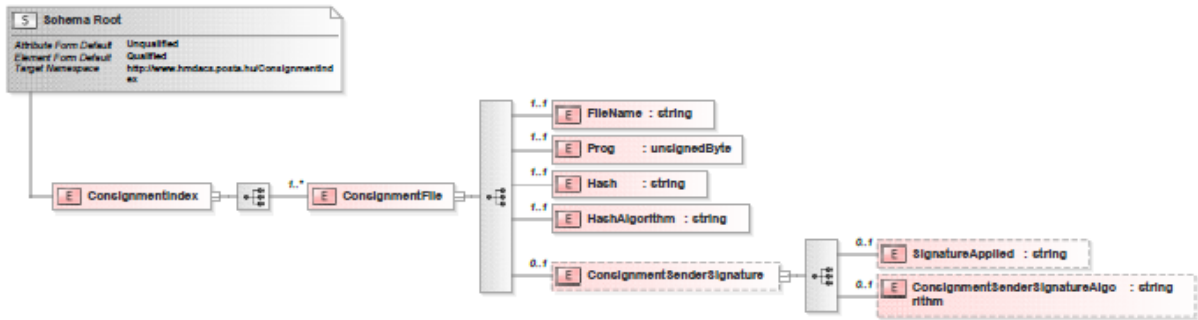 S Schema Root
Attribute Form Default Unqualified
Element Form Default Qualified
Target Namespace http://www.hmdaca.posta.hu/ConsignmentInd
ex
1..1
E FileName : string
1..1
E Prog : unsignedByte
E ConsignmentIndex
1..*
E ConsignmentFile
1..1
E Hash : string
1..1
E HashAlgorithm : string
0..1
E ConsignmentSenderSignature
0..1
E SignatureApplied : string
0..1
E ConsignmentSenderSignatureAlgo : string
rithm